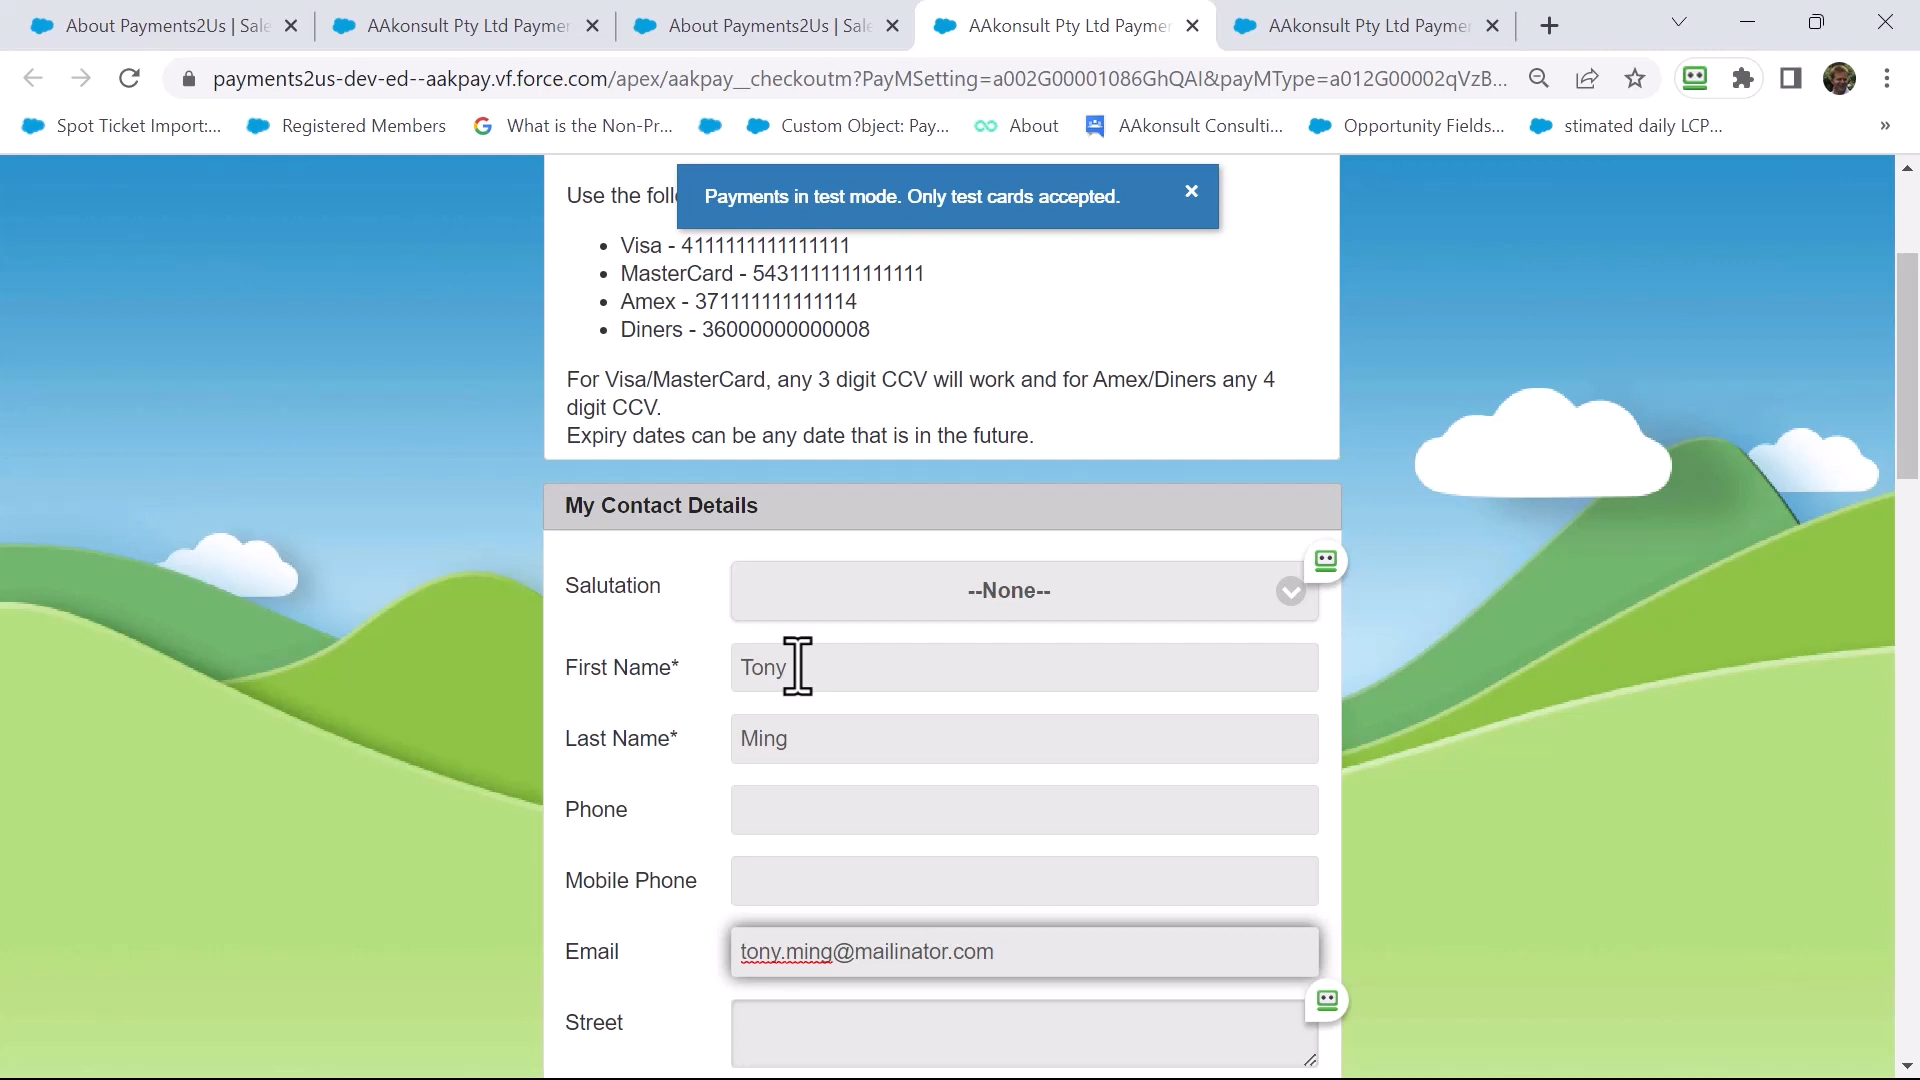 About Payments2Us | Sale
AAkonsult Pty Ltd Paymer
About Payments2Us | Sale
AAkonsult Pty Ltd Paymer
AAkonsult Pty Ltd Payme
payments2us-dev-ed--aakpay.vf.force.com/apex/aakpay__checkoutm?PayMSetting=a002G00001086GhQAI&payMType=a012G00002qVzB...
Spot Ticket Import:...
Registered Members
What is the Non-Pr...
Custom Object: Pay...
About
AAkonsult Consulti...
Opportunity Fields...
stimated daily LCP...
»
Payments in test mode. Only test cards accepted.
Use the foll
• Visa - 4111111111111111
• MasterCard - 5431111111111111
• Amex - 371111111111114
• Diners - 36000000000008
For Visa/MasterCard, any 3 digit CCV will work and for Amex/Diners any 4
digit CCV.
Expiry dates can be any date that is in the future.
My Contact Details
Salutation
--None--
First Name*
Tony
Last Name*
Ming
Phone
Mobile Phone
Email
tony.ming@mailinator.com
Street